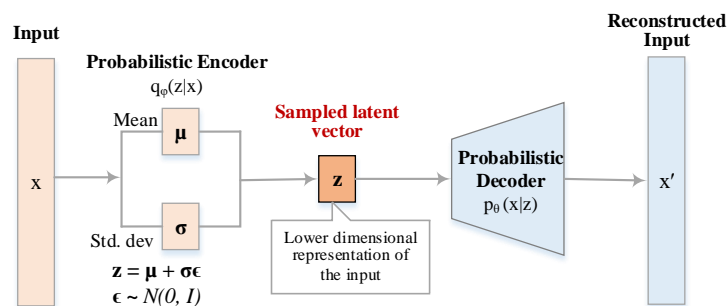 Input
x
Probabilistic Encoder
qφ(z|x)
Mean
μ
σ
Std. dev
z = μ + σϵ
ϵ ~ N(0, I)
Sampled latent
vector
z
Lower dimensional
representation of
the input
Probabilistic
Decoder
pθ(x|z)
Reconstructed
Input
x′